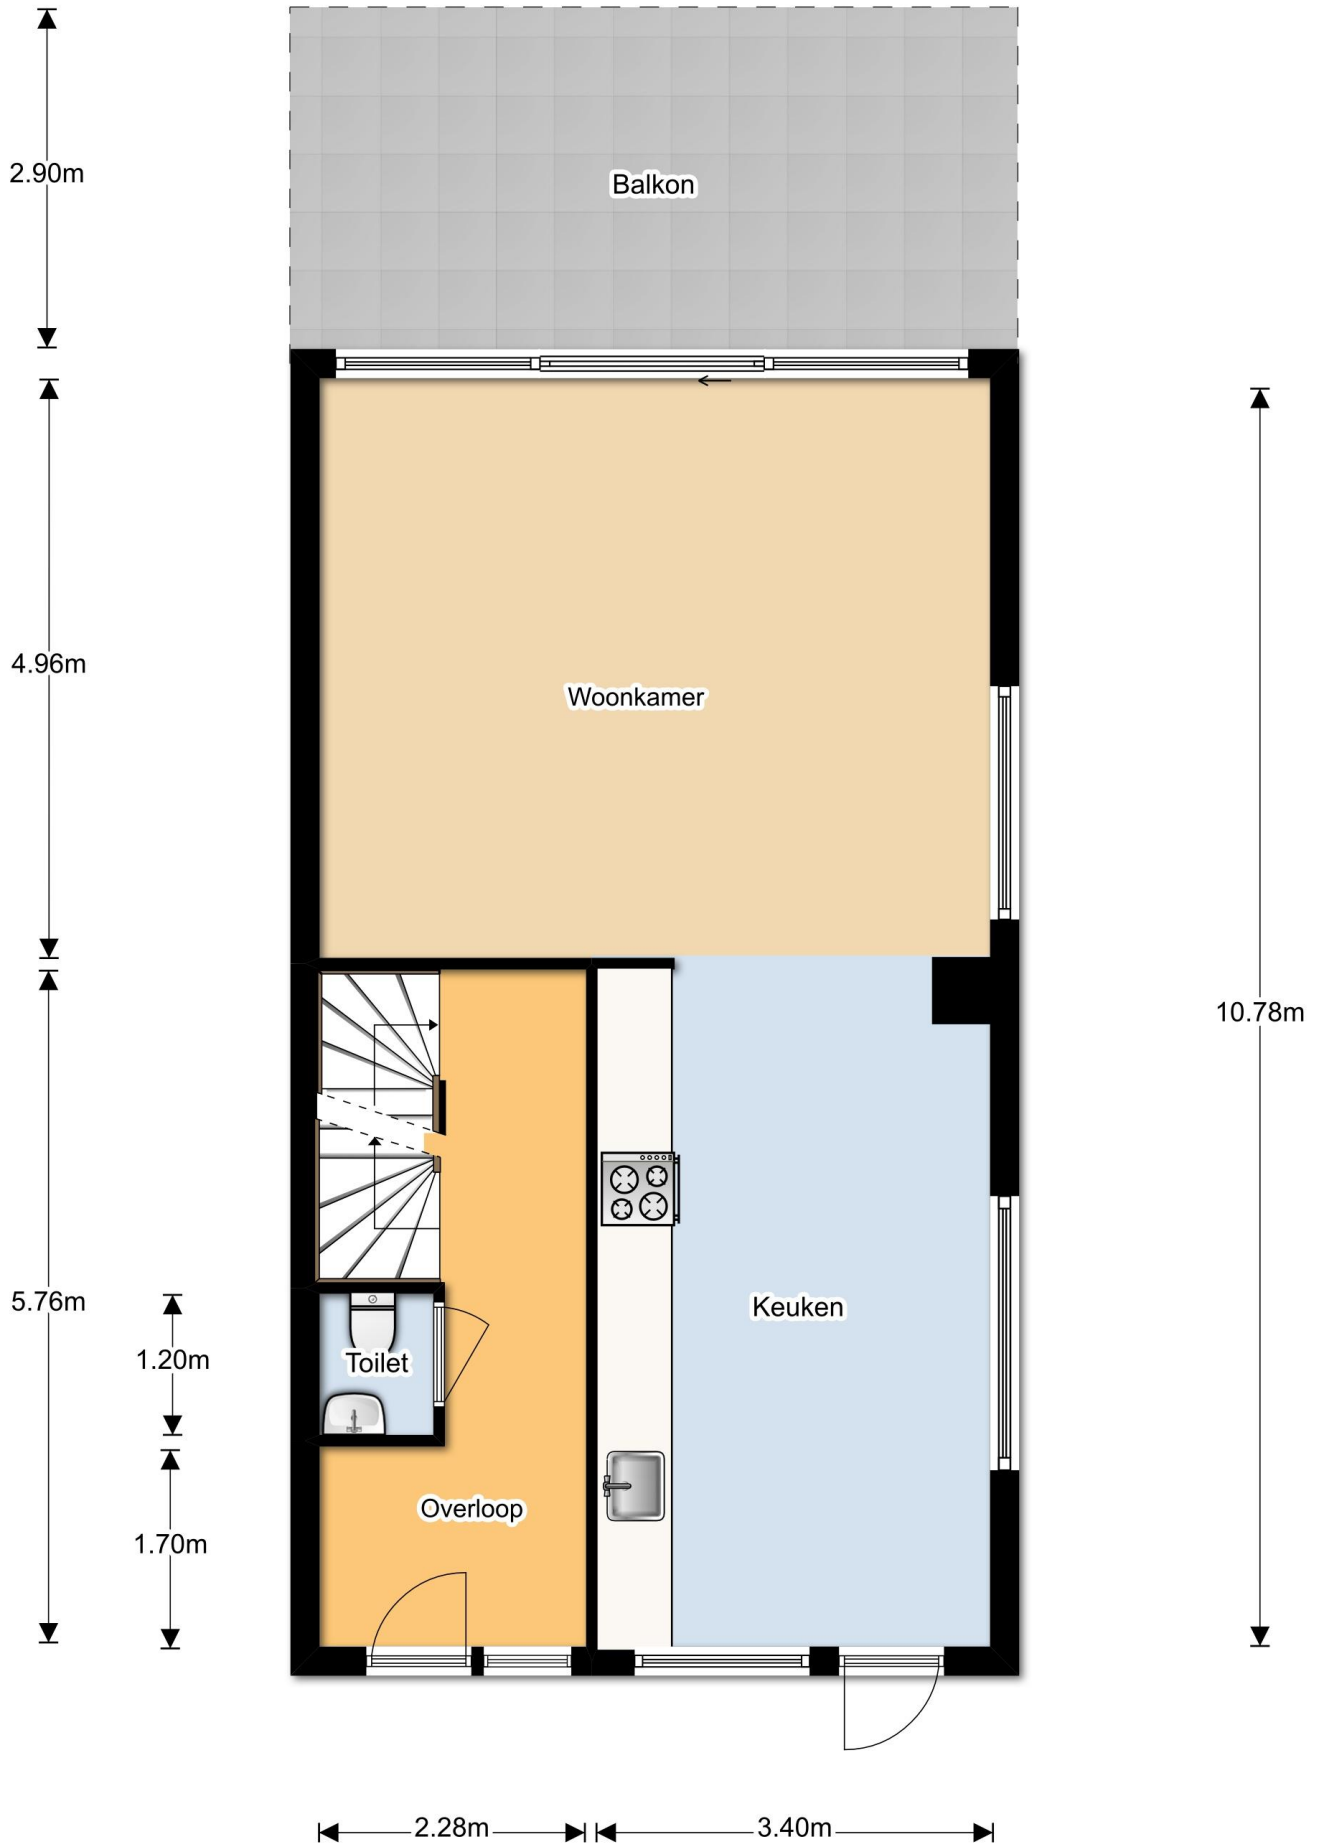 2.90m
Balkon
4.96m
Woonkamer
10.78m
5.76m
Keuken
1.20m
Toilet
Overloop
1.70m
2.28m
3.40m